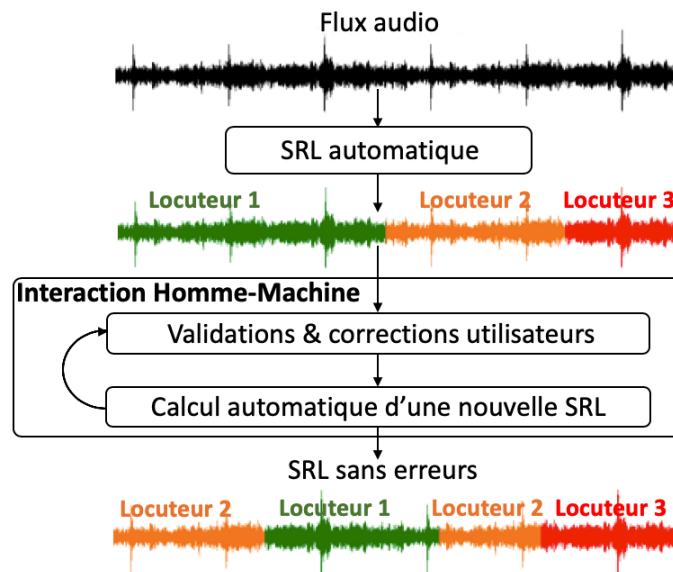 Flux audio
SRL automatique
Locuteur 1 Locuteur 2 Locuteur 3
Interaction Homme-Machine
Validations & corrections utilisateurs
Calcul automatique d'une nouvelle SRL
SRL sans erreurs
Locuteur 2 Locuteur 1 Locuteur 2 Locuteur 3